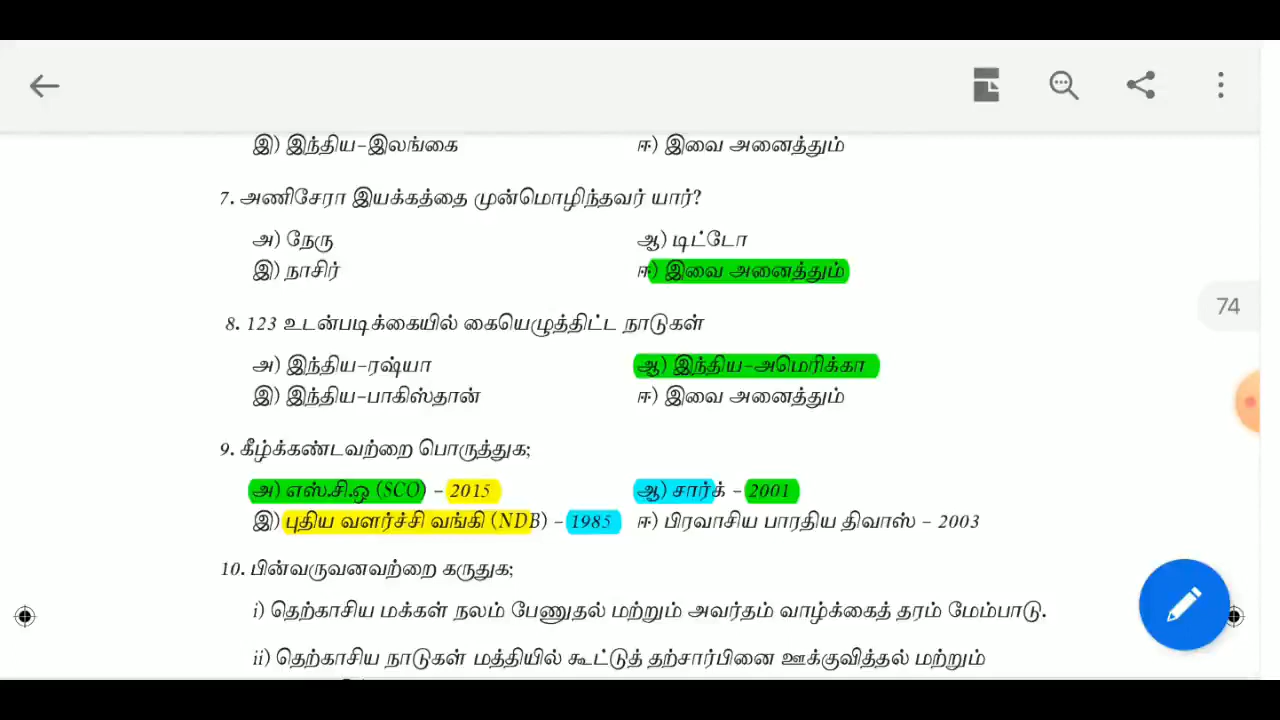 இ) இந்திய-இலங்கை ஈ) இவை அனைத்தும்
7. அணிசேரா இயக்கத்தை முன்மொழிந்தவர் யார்?
அ) நேரு ஆ) டிட்டோ
இ) நாசிர் ஈ) இவை அனைத்தும்
74
8. 123 உடன்படிக்கையில் கையெழுத்திட்ட நாடுகள்
அ) இந்திய-ரஷ்யா ஆ) இந்திய-அமெரிக்கா
இ) இந்திய-பாகிஸ்தான் ஈ) இவை அனைத்தும்
9. கீழ்க்கண்டவற்றை பொருத்துக;
அ) எஸ்.சி.ஒ (SCO) - 2015 ஆ) சார்க் - 2001
இ) புதிய வளர்ச்சி வங்கி (NDB) - 1985 ஈ) பிரவாசிய பாரதிய திவாஸ் - 2003
10. பின்வருவனவற்றை கருதுக;
i) தெற்காசிய மக்கள் நலம் பேணுதல் மற்றும் அவர்தம் வாழ்க்கைத் தரம் மேம்பாடு.
ii) தெற்காசிய நாடுகள் மத்தியில் கூட்டுத் தற்சார்பினை ஊக்குவித்தல் மற்றும்